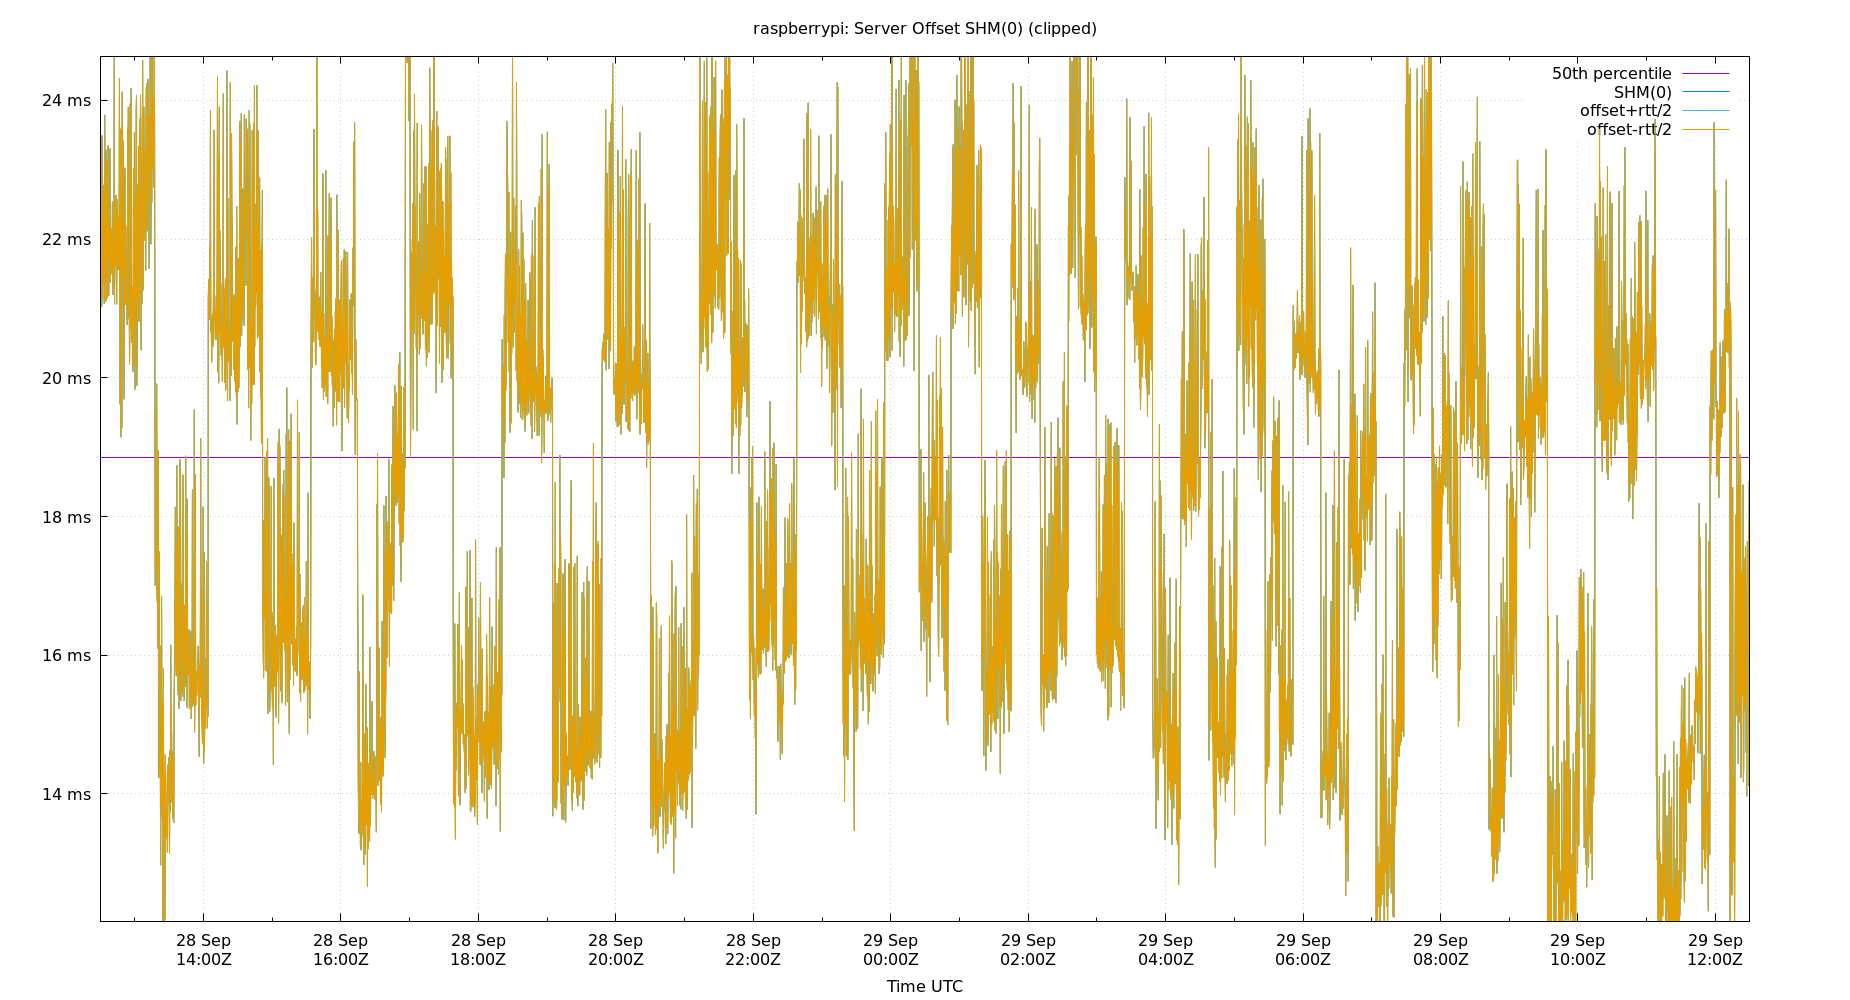 raspberrypi: Server Offset SHM(0) (clipped)
50th percentile
SHM(0)
offset+rtt/2
offset-rtt/2
24 ms
22 ms
20 ms
18 ms
16 ms
14 ms
28 Sep 28 Sep 28 Sep 28 Sep 28 Sep 29 Sep 29 Sep 29 Sep 29 Sep 29 Sep 29 Sep 29 Sep
14:00Z 16:00Z 18:00Z 20:00Z 22:00Z 00:00Z 02:00Z 04:00Z 06:00Z 08:00Z 10:00Z 12:00Z
Time UTC